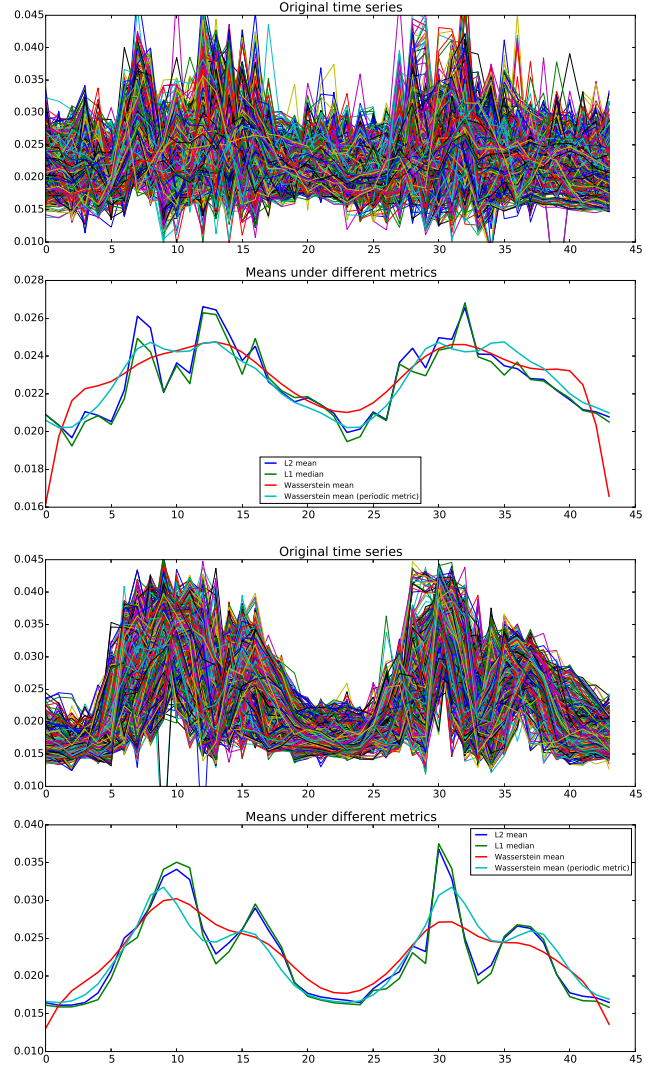 Original time series
0.045
0.040
0.035
0.030
0.025
0.020
0.015
0.010
0 5 10 15 20 25 30 35 40 45
Means under different metrics
0.028
0.026
0.024
0.022
0.020
0.018
0.016
L2 mean
L1 median
Wasserstein mean
Wasserstein mean (periodic metric)
0 5 10 15 20 25 30 35 40 45
Original time series
0.045
0.040
0.035
0.030
0.025
0.020
0.015
0.010
0 5 10 15 20 25 30 35 40 45
Means under different metrics
0.040
0.035
0.030
0.025
0.020
0.015
0.010
L2 mean
L1 median
Wasserstein mean
Wasserstein mean (periodic metric)
0 5 10 15 20 25 30 35 40 45